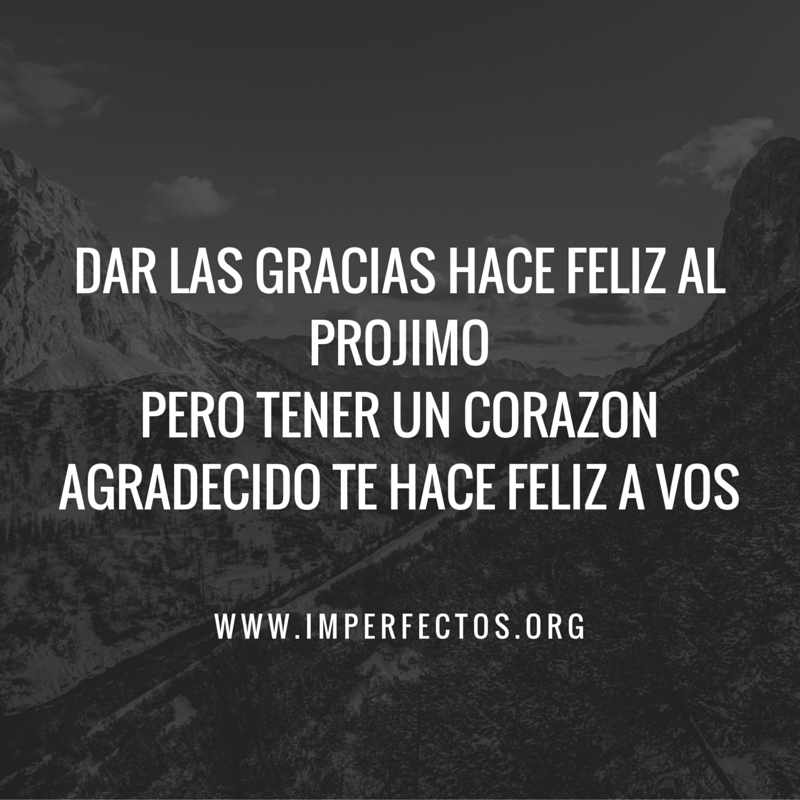 DAR LAS GRACIAS HACE FELIZ AL
PROJIMO
PERO TENER UN CORAZON
AGRADECIDO TE HACE FELIZ A VOS
WWW.IMPERFECTOS.ORG